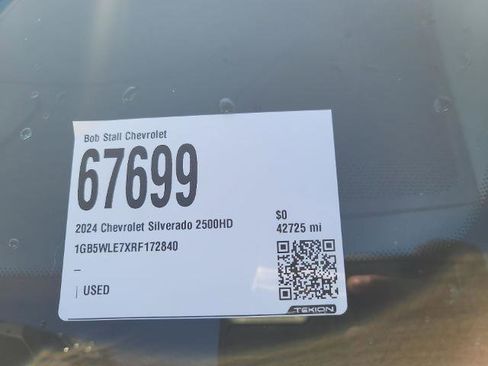 Bob Stall Chevrolet
67699
2024 Chevrolet Silverado 2500HD
$0
1GB5WLE7XRF172840
42725 mi
–
| USED
TEKION